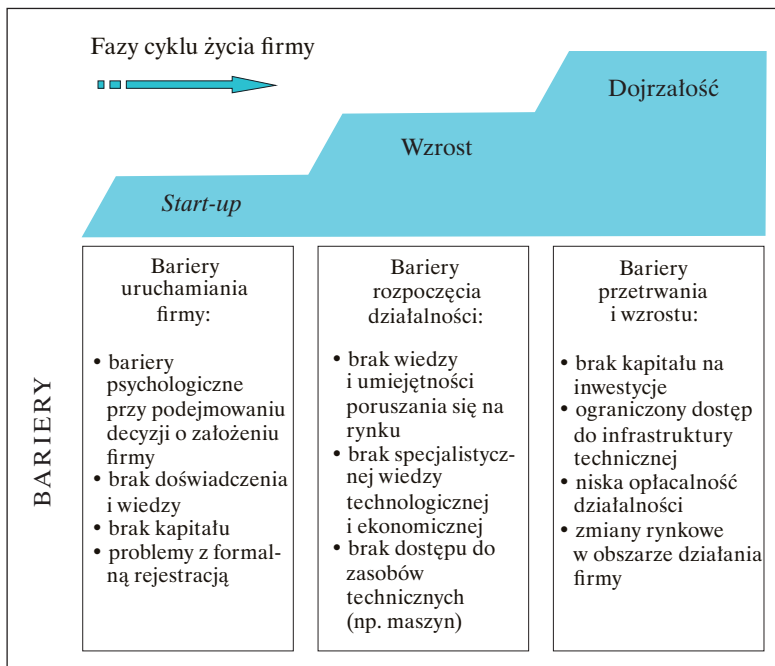 Fazy cyklu życia firmy
Dojrzałość
Wzrost
Start-up
BARIERY
Bariery
uruchamiania
firmy:
• bariery
psychologiczne
przy podejmowaniu
decyzji o założeniu
firmy
• brak doświadczenia
i wiedzy
• brak kapitału
• problemy z formal-
ną rejestracją
Bariery
rozpoczęcia
działalności:
• brak wiedzy
i umiejętności
poruszania się na
rynku
• brak specjalistycz-
nej wiedzy
technologicznej
i ekonomicznej
• brak dostępu do
zasobów
technicznych
(np. maszyn)
Bariery
przetrwania
i wzrostu:
• brak kapitału na
inwestycje
• ograniczony dostęp
do infrastruktury
technicznej
• niska opłacalność
działalności
• zmiany rynkowe
w obszarze działania
firmy